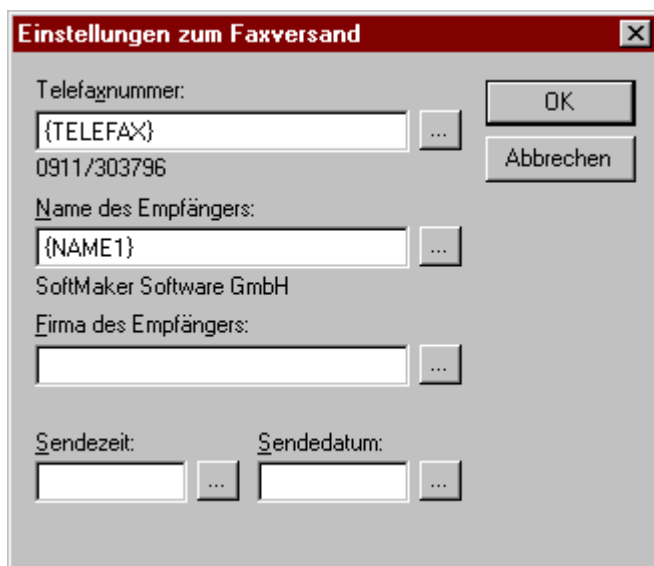 Einstellungen zum Faxversand
Telefaxnummer:
OK
{TELEFAX}
...
0911/303796
Abbrechen
Name des Empfängers:
{NAME1}
...
SoftMaker Software GmbH
Firma des Empfängers:
...
Sendezeit:
Sendedatum:
...
...